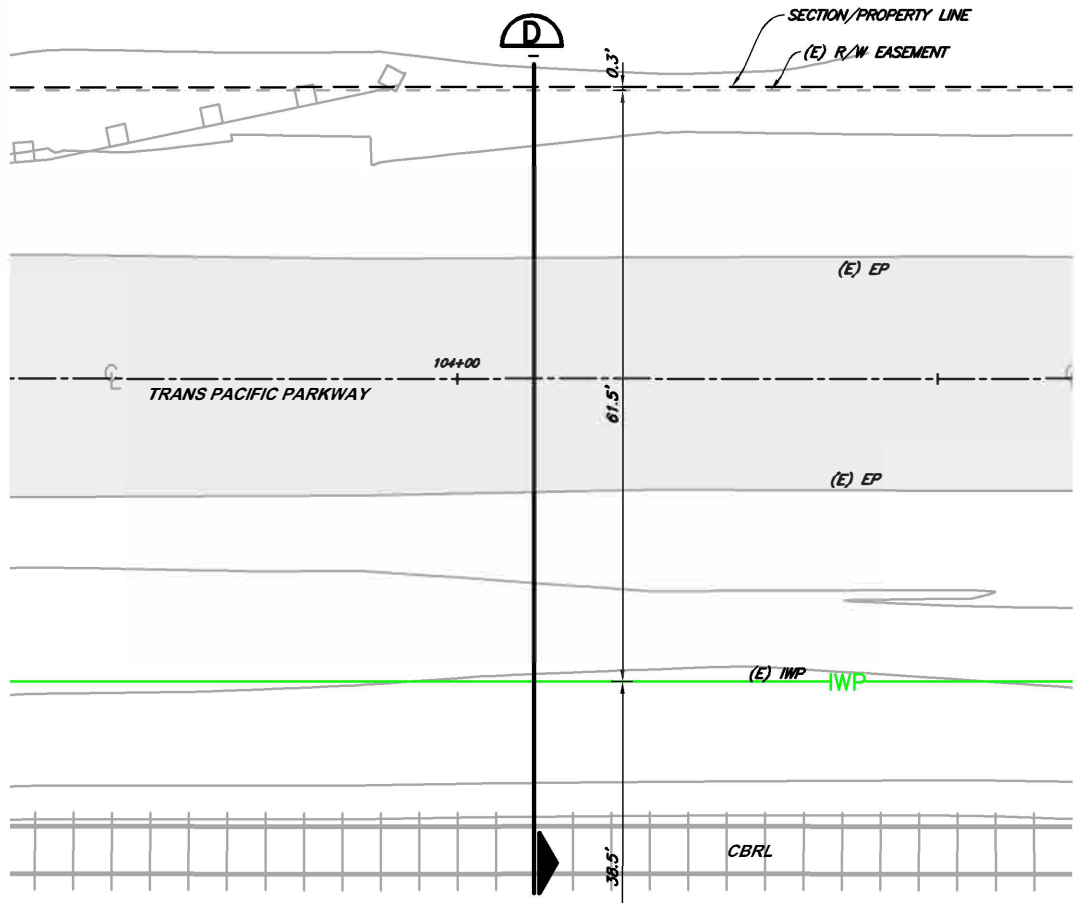 D
SECTION/PROPERTY LINE
(E) R/W EASEMENT
0.3'
(E) EP
104+00
TRANS PACIFIC PARKWAY
61.5'
(E) EP
(E) IWP
IWP
CBRL
38.5'